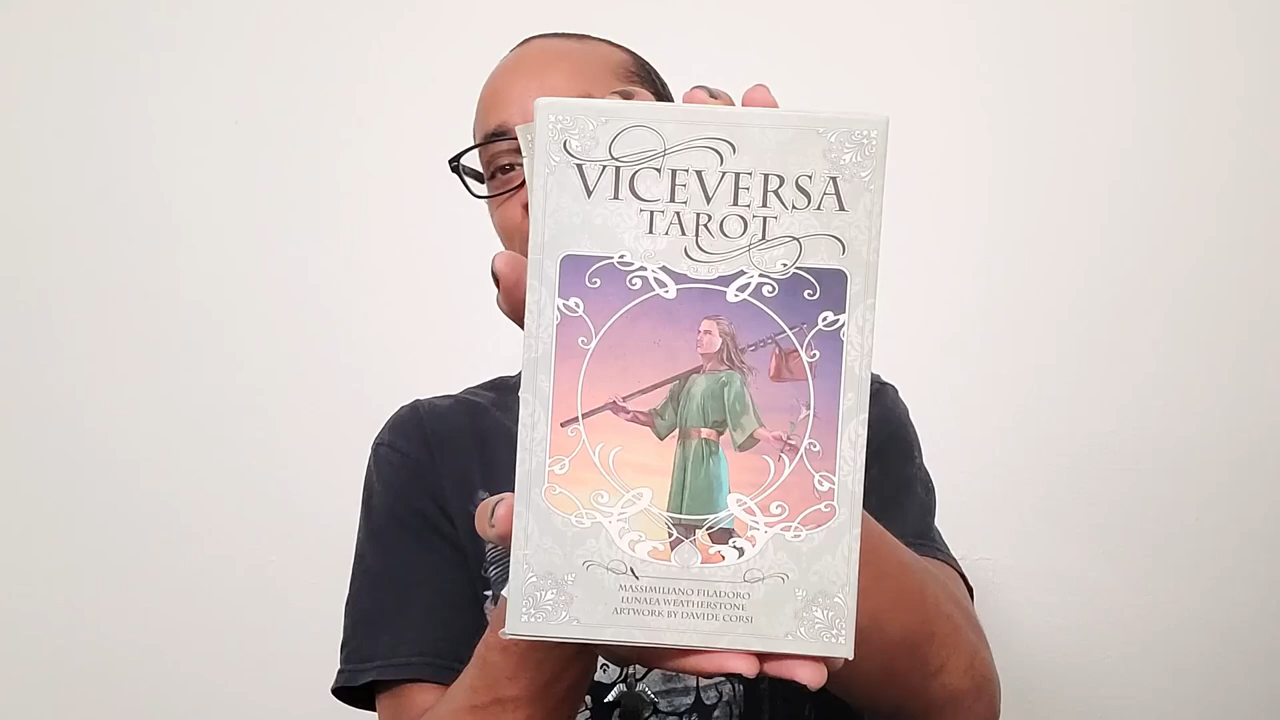 VICEVERSA
TAROT
MASSIMILIANO FILADORO
LUNAEA WEATHERSTONE
ARTWORK BY DAVIDE CORSI